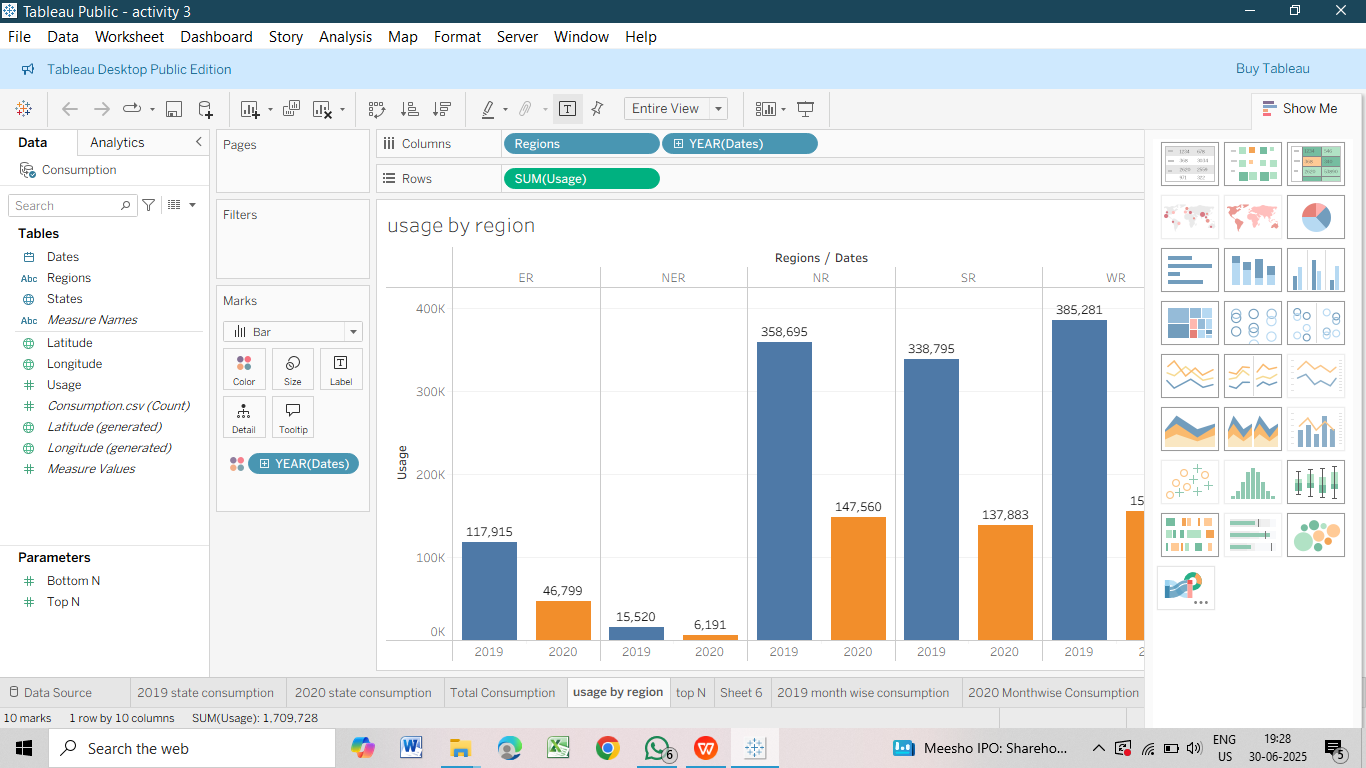 Tableau Public - activity 3
File Data Worksheet Dashboard Story Analysis Map Format Server Window Help
Tableau Desktop Public Edition
Buy Tableau
Entire View
Show Me
Data
Analytics
Consumption
Search
Tables
Dates
Abc Regions
States
Abc Measure Names
Latitude
Longitude
# Usage
# Consumption.csv (Count)
Latitude (generated)
Longitude (generated)
# Measure Values
Parameters
# Bottom N
# Top N
Pages
Filters
Marks
Bar
Color Size Label
Detail Tooltip
YEAR(Dates)
Columns Regions YEAR(Dates)
Rows SUM(Usage)
usage by region
Regions / Dates
ER NER NR SR WR
Usage
400K
300K
200K
100K
0K
117,915
46,799
15,520
6,191
358,695
147,560
338,795
137,883
385,281
15
2019 2020 2019 2020 2019 2020 2019 2020 2019
Data Source 2019 state consumption 2020 state consumption Total Consumption usage by region top N Sheet 6 2019 month wise consumption 2020 Monthwise Consumption
10 marks 1 row by 10 columns SUM(Usage): 1,709,728
Search the web
6
Meesho IPO: Shareho...
ENG
US
19:28
30-06-2025
5